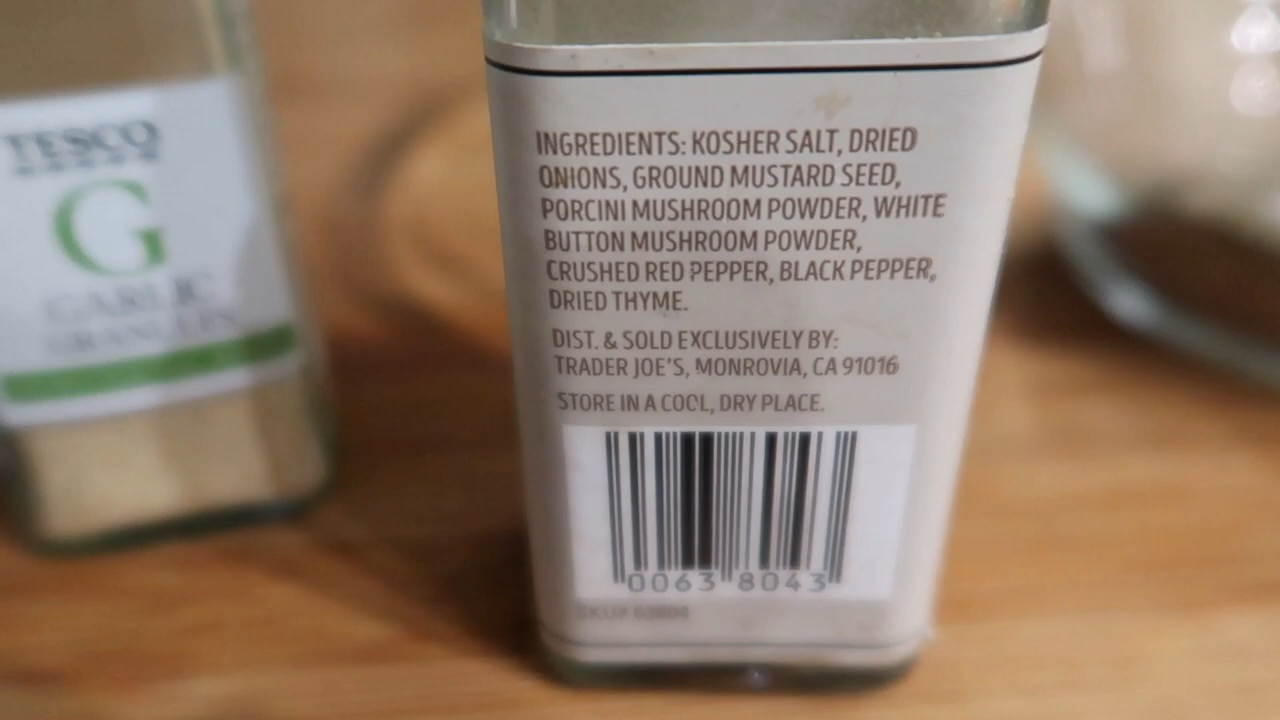 TESCO
G
GARLIC
GRANULES
INGREDIENTS: KOSHER SALT, DRIED
ONIONS, GROUND MUSTARD SEED,
PORCINI MUSHROOM POWDER, WHITE
BUTTON MUSHROOM POWDER,
CRUSHED RED PEPPER, BLACK PEPPER,
DRIED THYME.
DIST. & SOLD EXCLUSIVELY BY:
TRADER JOE'S, MONROVIA, CA 91016
STORE IN A COOL, DRY PLACE.
0063 8043
SKU#